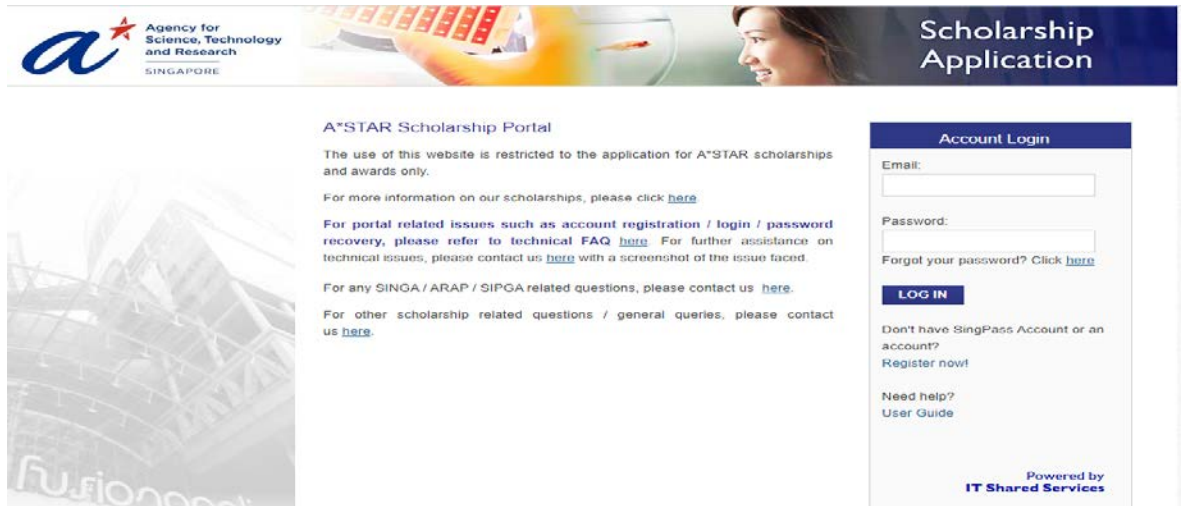 Agency for
Science, Technology
and Research
SINGAPORE
Scholarship
Application
A*STAR Scholarship Portal
The use of this website is restricted to the application for A*STAR scholarships
and awards only.
For more information on our scholarships, please click here
For portal related issues such as account registration / login / password
recovery, please refer to technical FAQ here. For further assistance on
technical issues, please contact us here with a screenshot of the issue faced.
For any SINGA / ARAP / SIPGA related questions, please contact us here.
For other scholarship related questions / general queries, please contact
us here.
Account Login
Email:
Password:
Forgot your password? Click here
LOG IN
Don't have SingPass Account or an
account?
Register now!
Need help?
User Guide
Powered by
IT Shared Services